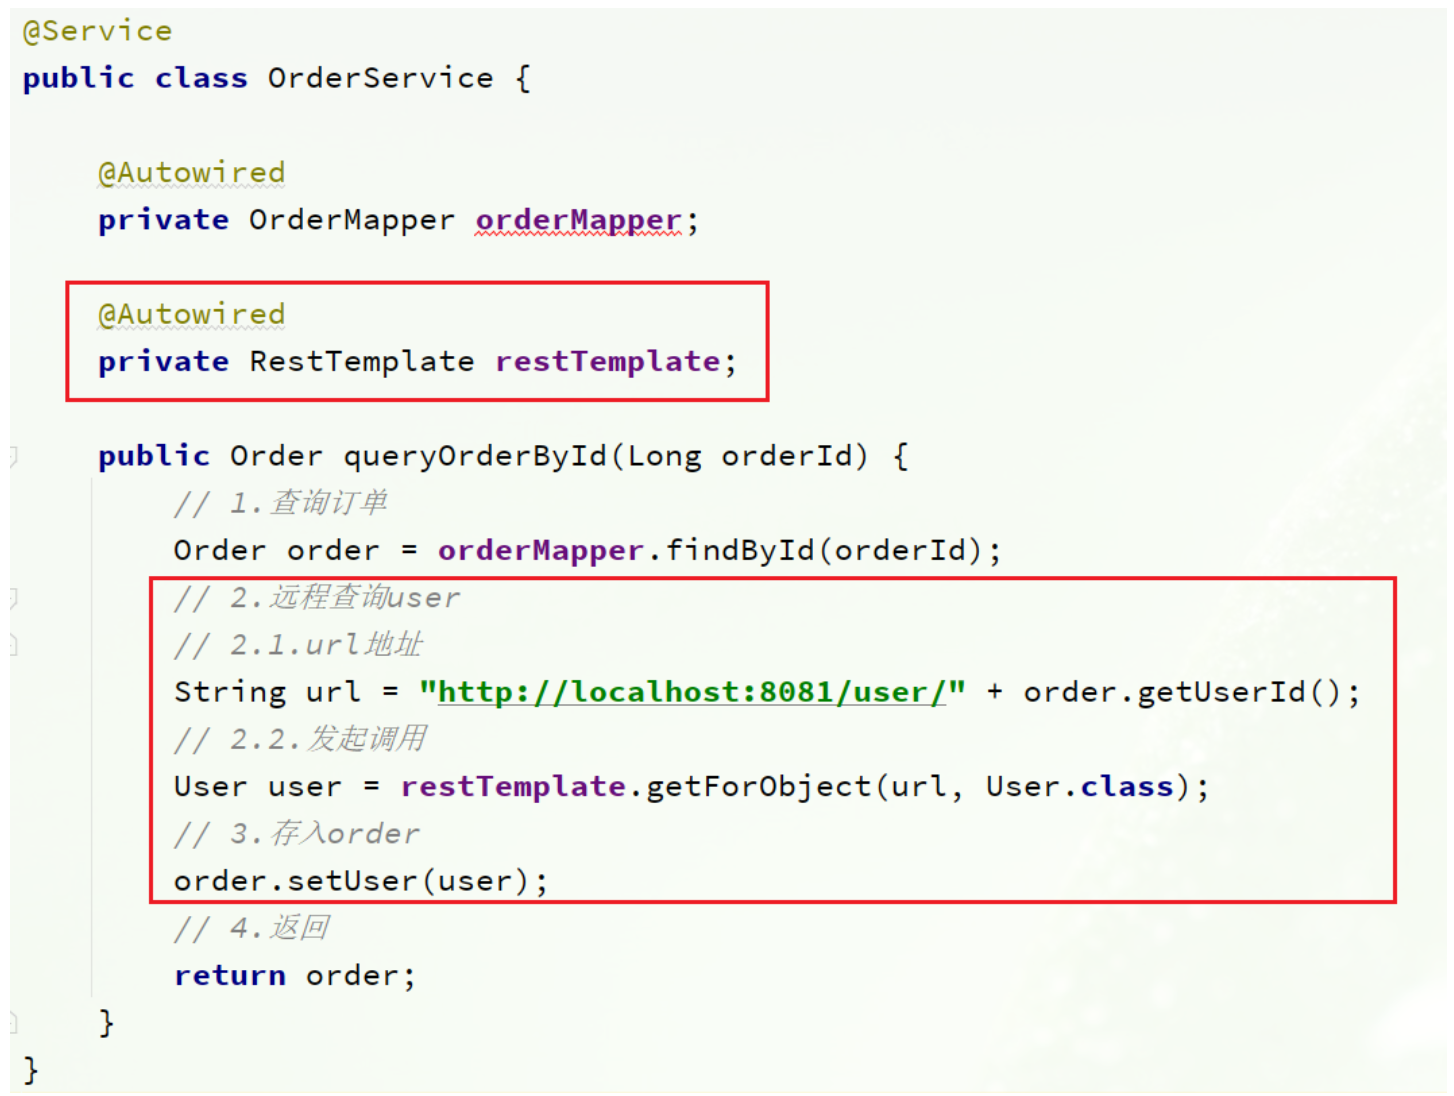 @Service
public class OrderService {
@Autowired
private OrderMapper orderMapper;
@Autowired
private RestTemplate restTemplate;
public Order queryOrderById(Long orderId) {
// 1.查询订单
Order order = orderMapper.findById(orderId);
// 2.远程查询user
// 2.1.url地址
String url = "http://localhost:8081/user/" + order.getUserId();
// 2.2.发起调用
User user = restTemplate.getForObject(url, User.class);
// 3.存入order
order.setUser(user);
// 4.返回
return order;
}
}